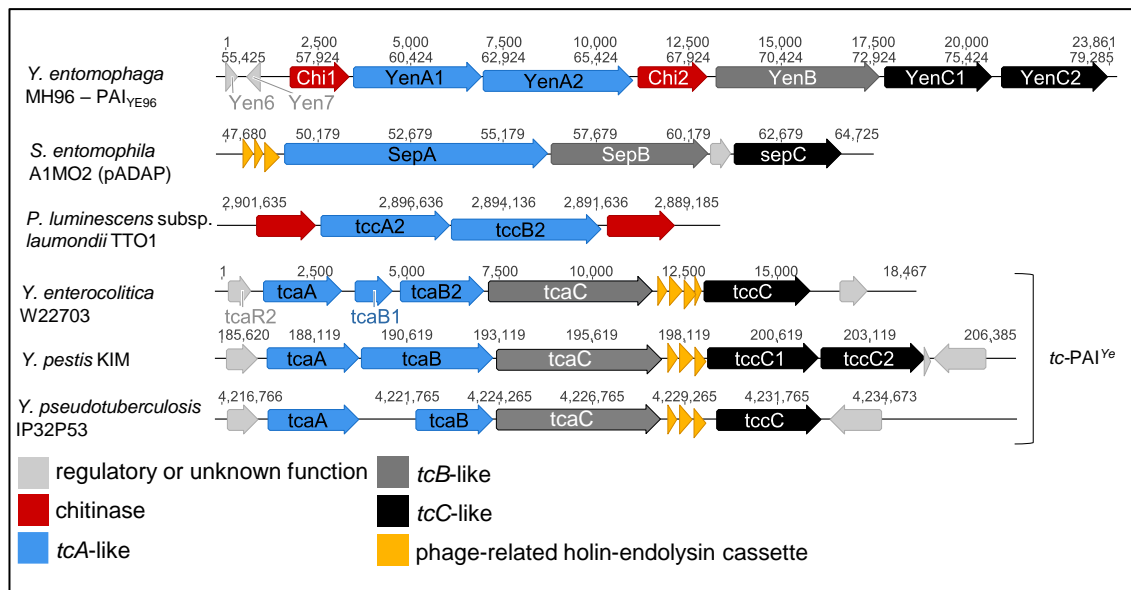 1 2,500 5,000 7,500 10,000 12,500 15,000 17,500 20,000 23,861
55,425 57,924 60,424 62,924 65,424 67,924 70,424 72,924 75,424 79,285
Y. entomophaga
MH96 – PAIYE96
Chi1 YenA1 YenA2 Chi2 YenB YenC1 YenC2
Yen6 Yen7
47,680 50,179 52,679 55,179 57,679 60,179 62,679 64,725
S. entomophila
A1MO2 (pADAP)
SepA SepB sepC
2,901,635 2,896,636 2,894,136 2,891,636 2,889,185
P. luminescens subsp.
laumondii TTO1
tccA2 tccB2
1 2,500 5,000 7,500 10,000 12,500 15,000 18,467
Y. enterocolitica
W22703
tcaA tcaB2 tcaC tccC
tcaR2 tcaB1
185,620 188,119 190,619 193,119 195,619 198,119 200,619 203,119 206,385
Y. pestis KIM
tcaA tcaB tcaC tccC1 tccC2
tc-PAIYe
4,216,766 4,221,765 4,224,265 4,226,765 4,229,265 4,231,765 4,234,673
Y. pseudotuberculosis
IP32P53
tcaA tcaB tcaC tccC
regulatory or unknown function
chitinase
tcA-like
tcB-like
tcC-like
phage-related holin-endolysin cassette